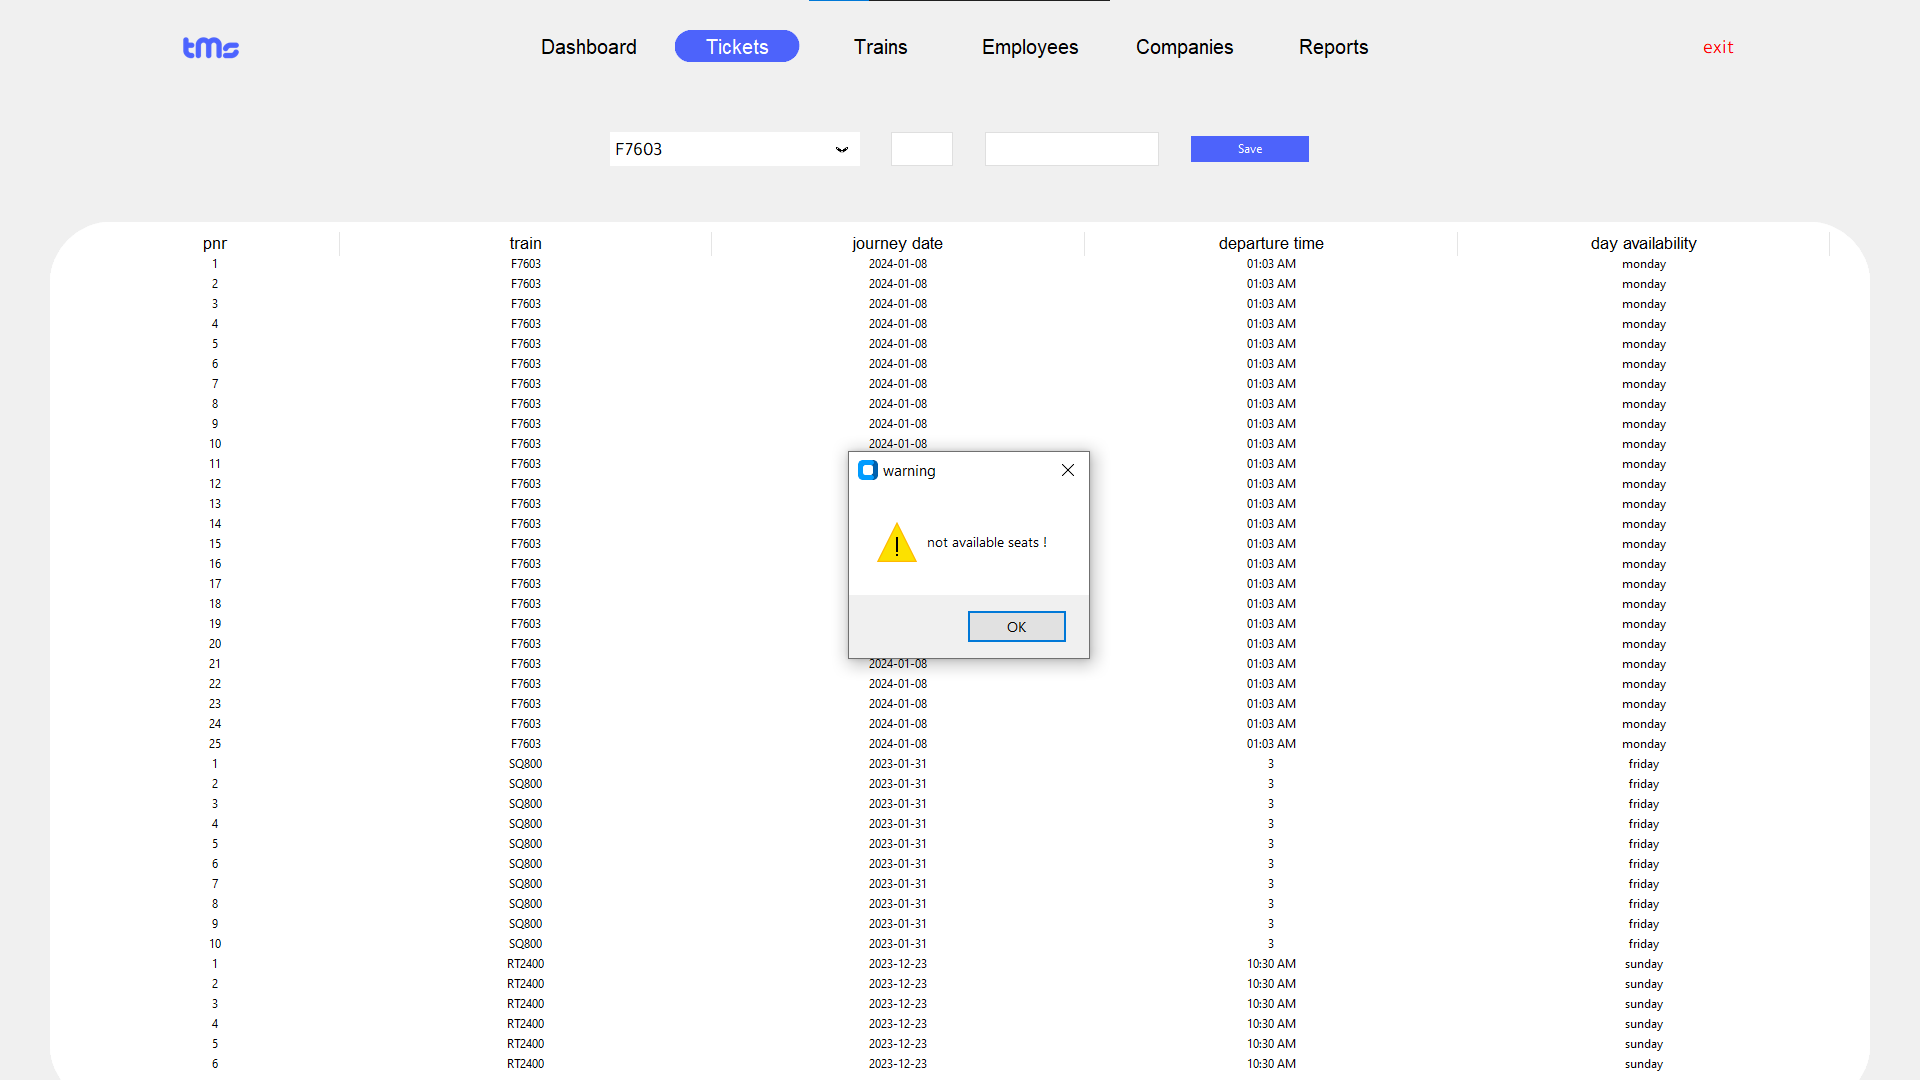 tms Dashboard Tickets Trains Employees Companies Reports exit
F7603 Save
pnr train journey date departure time day availability
1 F7603 2024-01-08 01:03 AM monday
2 F7603 2024-01-08 01:03 AM monday
3 F7603 2024-01-08 01:03 AM monday
4 F7603 2024-01-08 01:03 AM monday
5 F7603 2024-01-08 01:03 AM monday
6 F7603 2024-01-08 01:03 AM monday
7 F7603 2024-01-08 01:03 AM monday
8 F7603 2024-01-08 01:03 AM monday
9 F7603 2024-01-08 01:03 AM monday
10 F7603 2024-01-08 01:03 AM monday
11 F7603 01:03 AM monday
12 F7603 01:03 AM monday
13 F7603 01:03 AM monday
14 F7603 01:03 AM monday
15 F7603 01:03 AM monday
16 F7603 01:03 AM monday
17 F7603 01:03 AM monday
18 F7603 01:03 AM monday
19 F7603 01:03 AM monday
20 F7603 01:03 AM monday
21 F7603 2024-01-08 01:03 AM monday
22 F7603 2024-01-08 01:03 AM monday
23 F7603 2024-01-08 01:03 AM monday
24 F7603 2024-01-08 01:03 AM monday
25 F7603 2024-01-08 01:03 AM monday
1 SQ800 2023-01-31 3 friday
2 SQ800 2023-01-31 3 friday
3 SQ800 2023-01-31 3 friday
4 SQ800 2023-01-31 3 friday
5 SQ800 2023-01-31 3 friday
6 SQ800 2023-01-31 3 friday
7 SQ800 2023-01-31 3 friday
8 SQ800 2023-01-31 3 friday
9 SQ800 2023-01-31 3 friday
10 SQ800 2023-01-31 3 friday
1 RT2400 2023-12-23 10:30 AM sunday
2 RT2400 2023-12-23 10:30 AM sunday
3 RT2400 2023-12-23 10:30 AM sunday
4 RT2400 2023-12-23 10:30 AM sunday
5 RT2400 2023-12-23 10:30 AM sunday
6 RT2400 2023-12-23 10:30 AM sunday
warning
not available seats !
OK